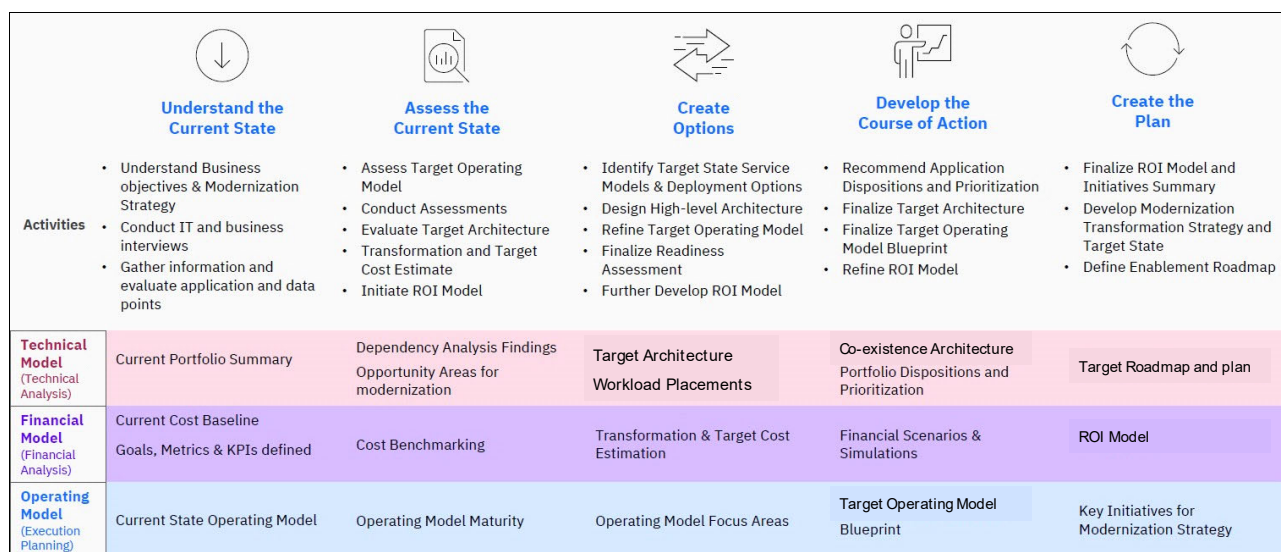 Understand the
Current State
Assess the
Current State
Create
Options
Develop the
Course of Action
Create the
Plan
Activities
• Understand Business
objectives & Modernization
Strategy
• Conduct IT and business
interviews
• Gather information and
evaluate application and data
points
• Assess Target Operating
Model
• Conduct Assessments
• Evaluate Target Architecture
• Transformation and Target
Cost Estimate
• Initiate ROI Model
• Identify Target State Service
Models & Deployment Options
• Design High-level Architecture
• Refine Target Operating Model
• Finalize Readiness
Assessment
• Further Develop ROI Model
• Recommend Application
Dispositions and Prioritization
• Finalize Target Architecture
• Finalize Target Operating
Model Blueprint
• Refine ROI Model
• Finalize ROI Model and
Initiatives Summary
• Develop Modernization
Transformation Strategy and
Target State
• Define Enablement Roadmap
Technical
Model
(Technical
Analysis)
Current Portfolio Summary
Dependency Analysis Findings
Opportunity Areas for
modernization
Target Architecture
Workload Placements
Co-existence Architecture
Portfolio Dispositions and
Prioritization
Target Roadmap and plan
Financial
Model
(Financial
Analysis)
Current Cost Baseline
Goals, Metrics & KPIs defined
Cost Benchmarking
Transformation & Target Cost
Estimation
Financial Scenarios &
Simulations
ROI Model
Operating
Model
(Execution
Planning)
Current State Operating Model
Operating Model Maturity
Operating Model Focus Areas
Target Operating Model
Blueprint
Key Initiatives for
Modernization Strategy